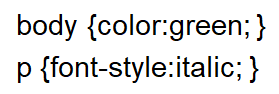 body {color:green; }
p {font-style:italic; }